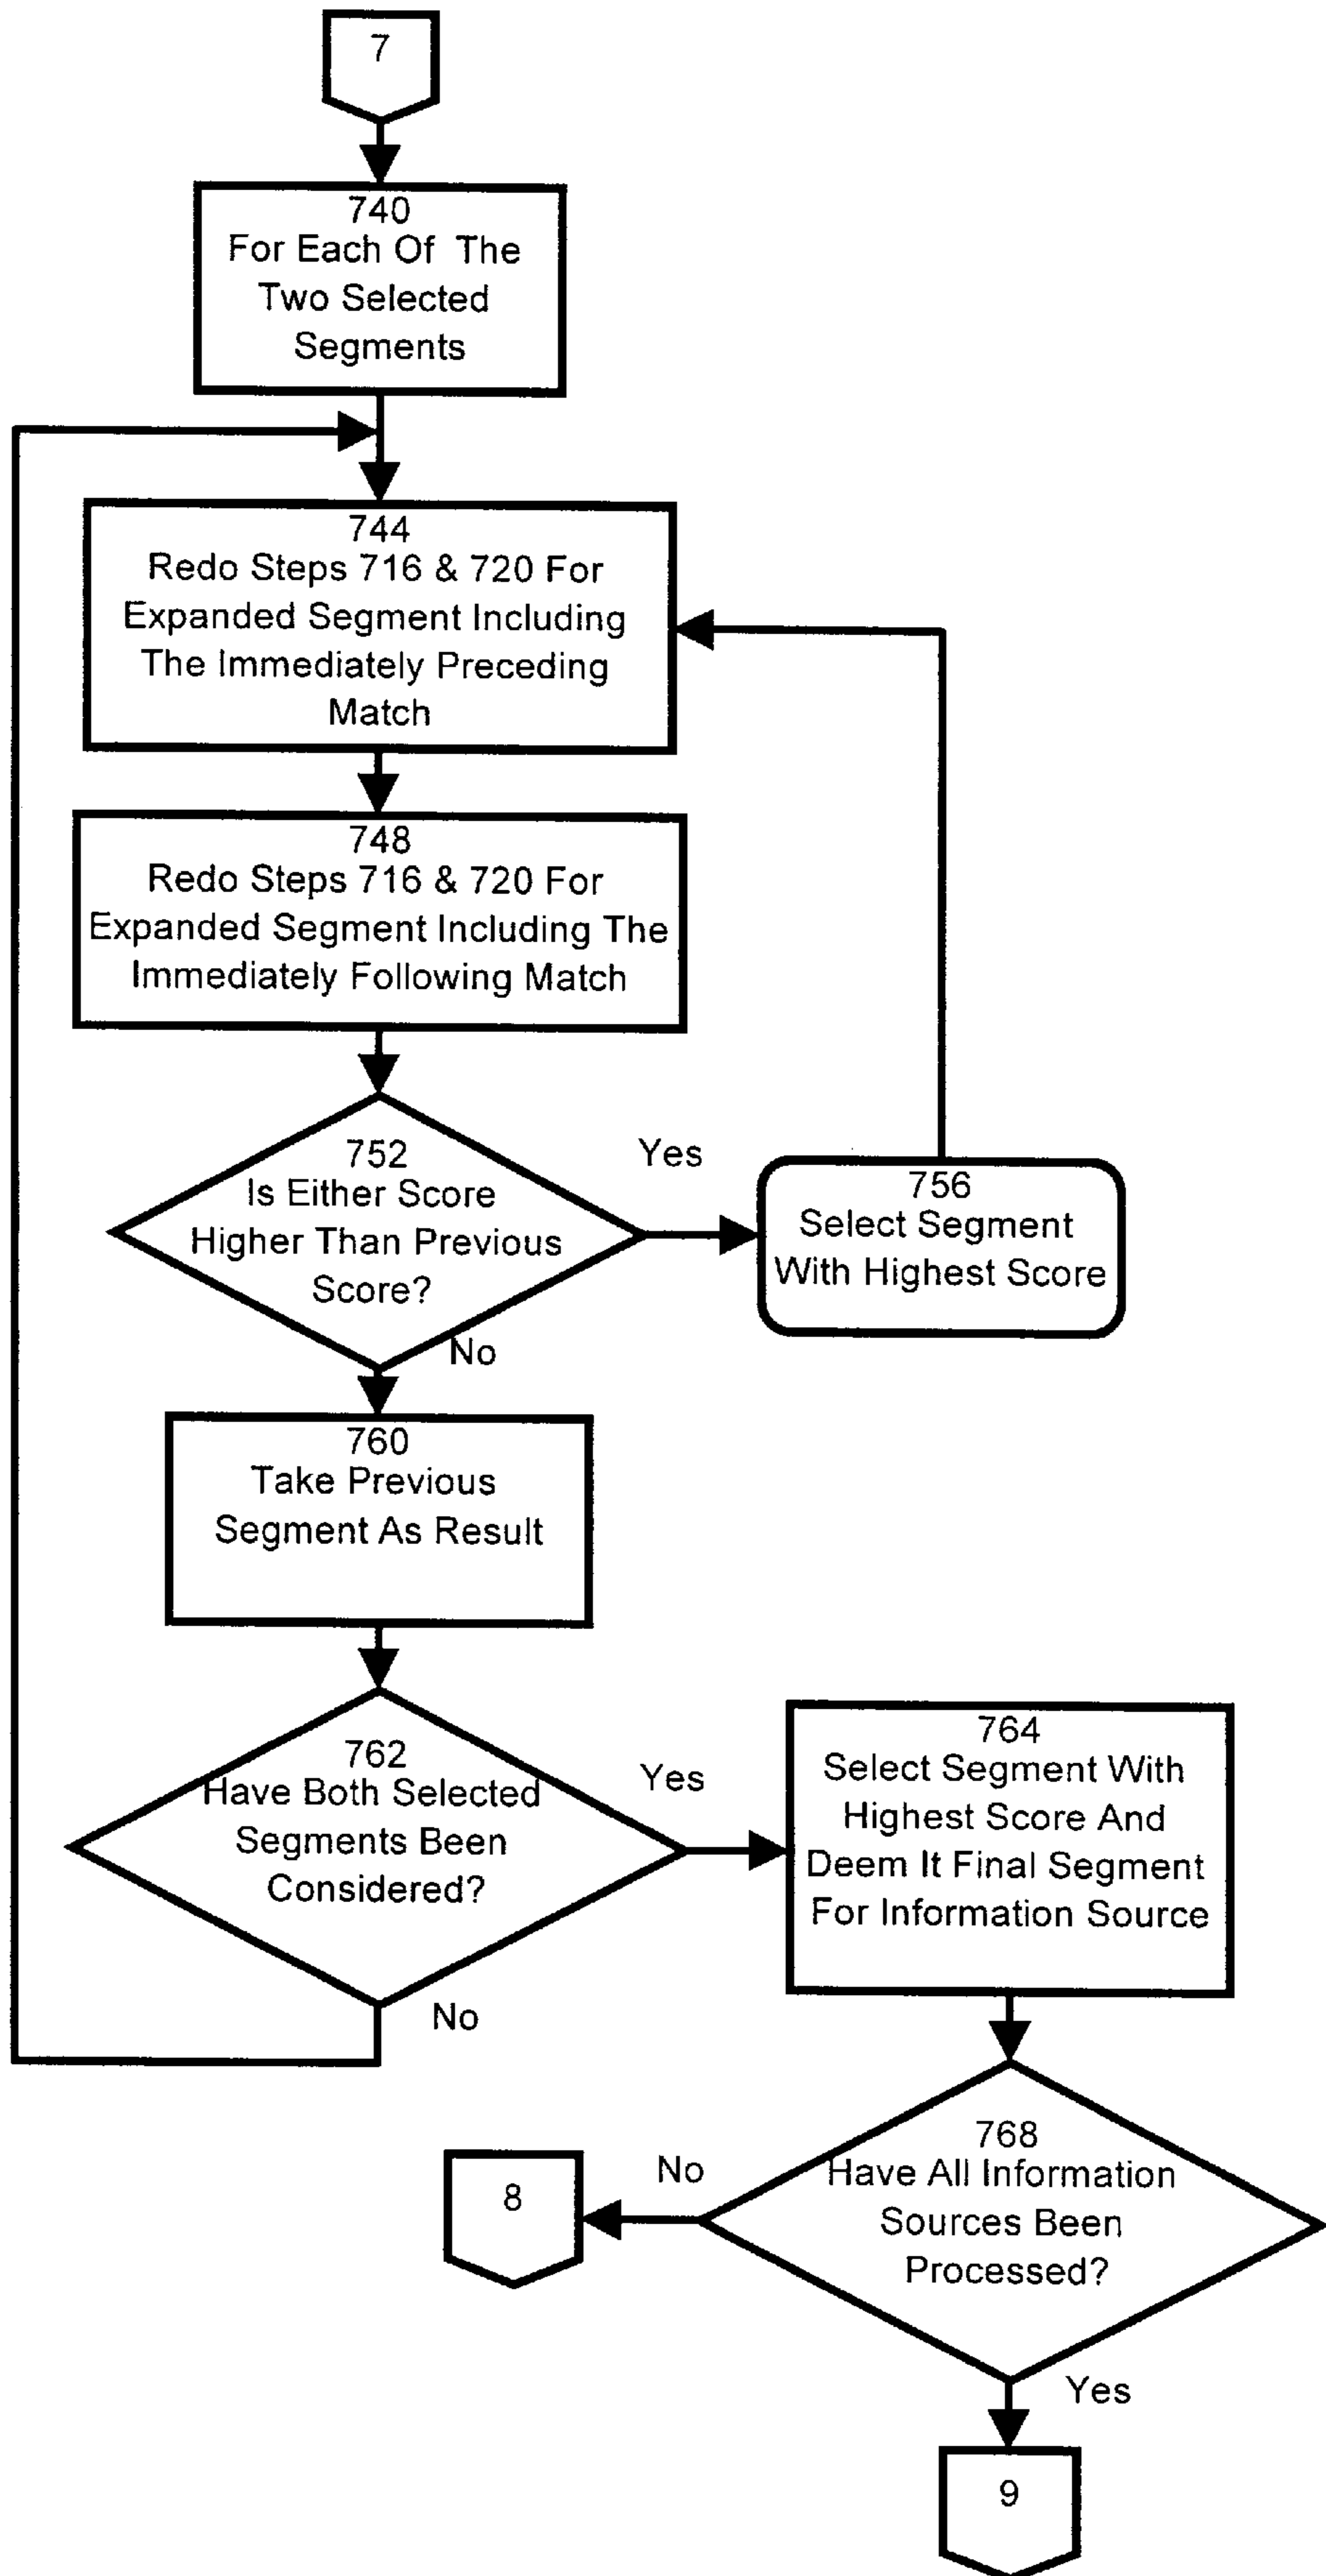 7
740
For Each Of The
Two Selected
Segments
744
Redo Steps 716 & 720 For
Expanded Segment Including
The Immediately Preceding
Match
748
Redo Steps 716 & 720 For
Expanded Segment Including The
Immediately Following Match
752
Is Either Score
Higher Than Previous
Score?
Yes
756
Select Segment
With Highest Score
No
760
Take Previous
Segment As Result
762
Have Both Selected
Segments Been
Considered?
Yes
764
Select Segment With
Highest Score And
Deem It Final Segment
For Information Source
No
768
Have All Information
Sources Been
Processed?
No
8
Yes
9